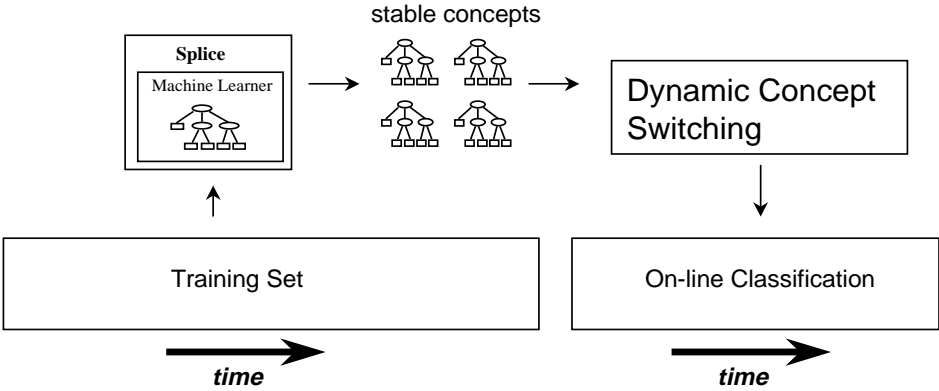 stable concepts
Splice
Machine Learner
Dynamic Concept
Switching
Training Set
On-line Classification
time
time